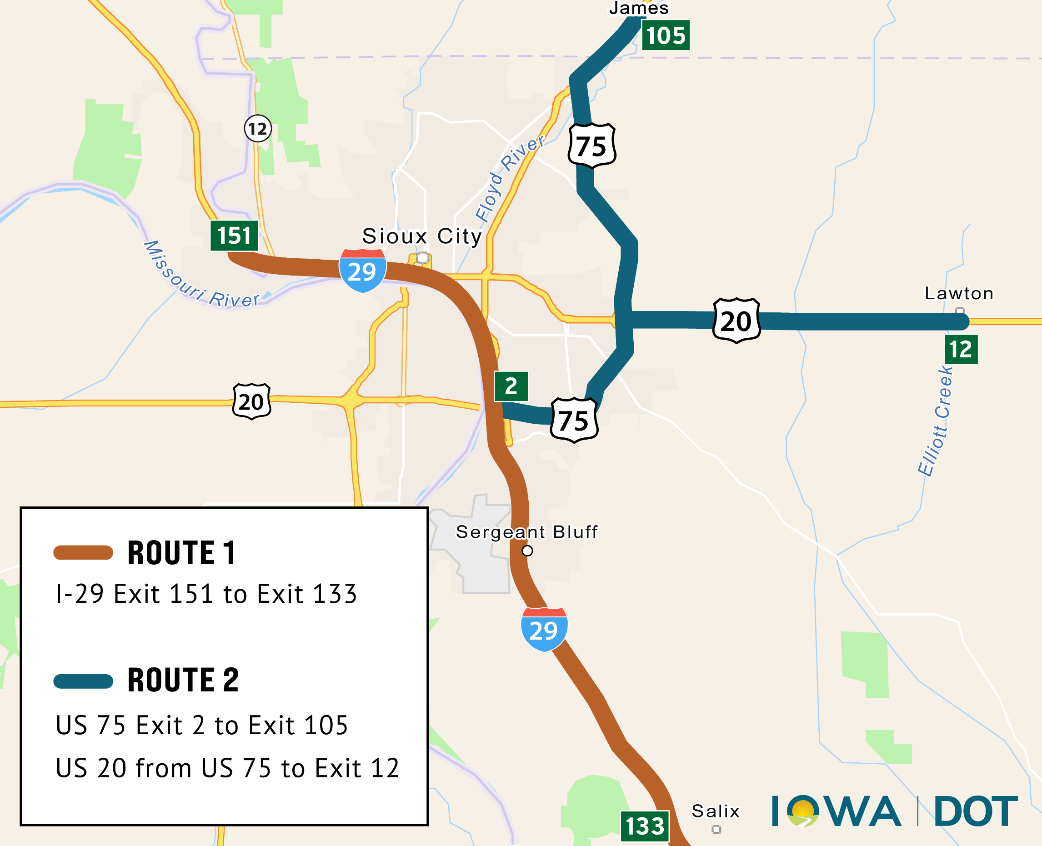 James
105
12
75
Floyd River
151
Sioux City
29
Missouri River
Lawton
20
12
2
20
75
Elliott Creek
Sergeant Bluff
29
ROUTE 1
I-29 Exit 151 to Exit 133
ROUTE 2
US 75 Exit 2 to Exit 105
US 20 from US 75 to Exit 12
Salix
133
IOWA | DOT